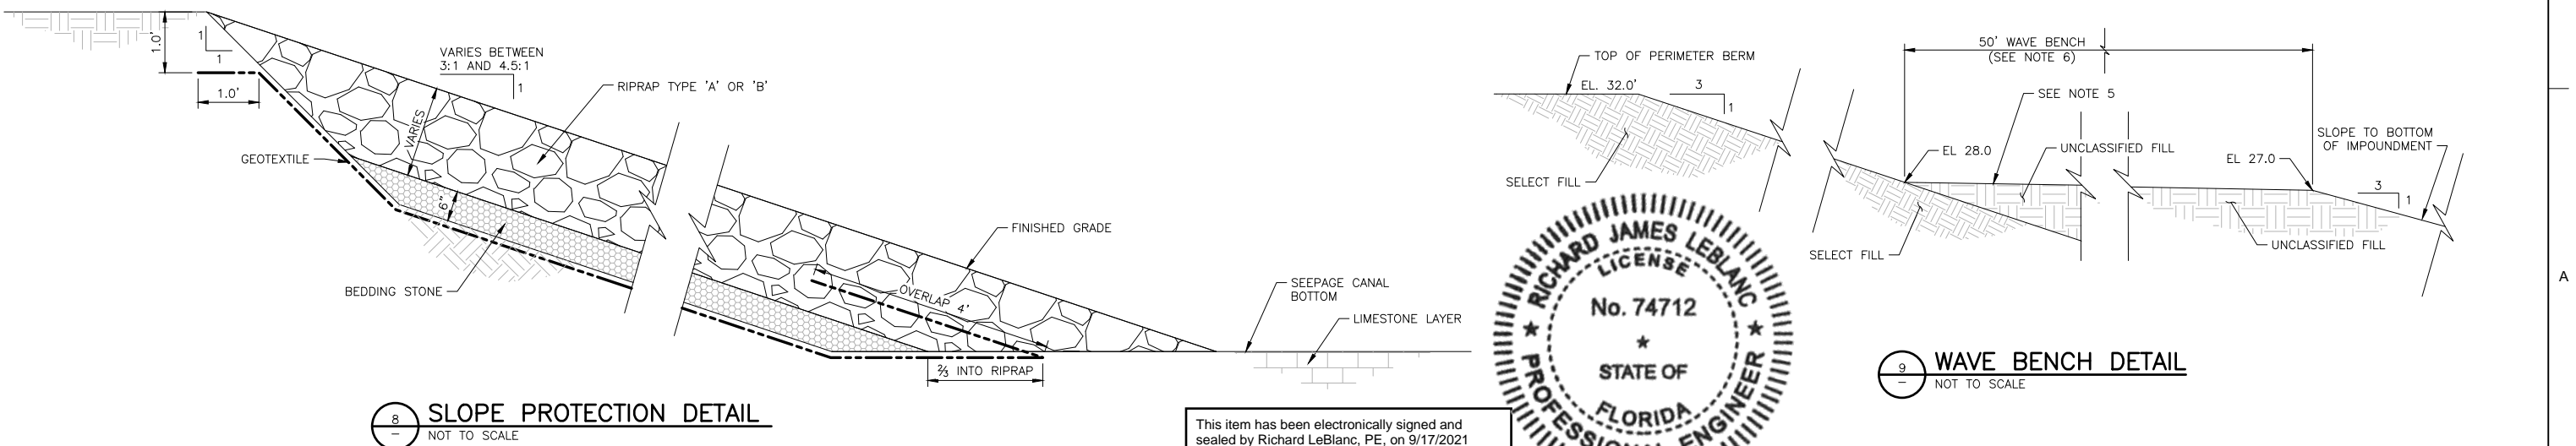 1.0'
1
1
1.0'
VARIES BETWEEN
3:1 AND 4.5:1
1
RIPRAP TYPE 'A' OR 'B'
VARIES
GEOTEXTILE
6"
BEDDING STONE
FINISHED GRADE
OVERLAP 4'
SEEPAGE CANAL
BOTTOM
LIMESTONE LAYER
⅔ INTO RIPRAP
8
–
SLOPE PROTECTION DETAIL
NOT TO SCALE
This item has been electronically signed and
sealed by Richard LeBlanc, PE, on 9/17/2021
RICHARD JAMES LEBLANC
LICENSE
No. 74712
★
STATE OF
FLORIDA
★ PROFESSIONAL ENGINEER ★
TOP OF PERIMETER BERM
EL. 32.0'
3
1
SELECT FILL
50' WAVE BENCH
(SEE NOTE 6)
SEE NOTE 5
EL 28.0
UNCLASSIFIED FILL
SELECT FILL
EL 27.0
SLOPE TO BOTTOM
OF IMPOUNDMENT
3
1
UNCLASSIFIED FILL
9
–
WAVE BENCH DETAIL
NOT TO SCALE
A